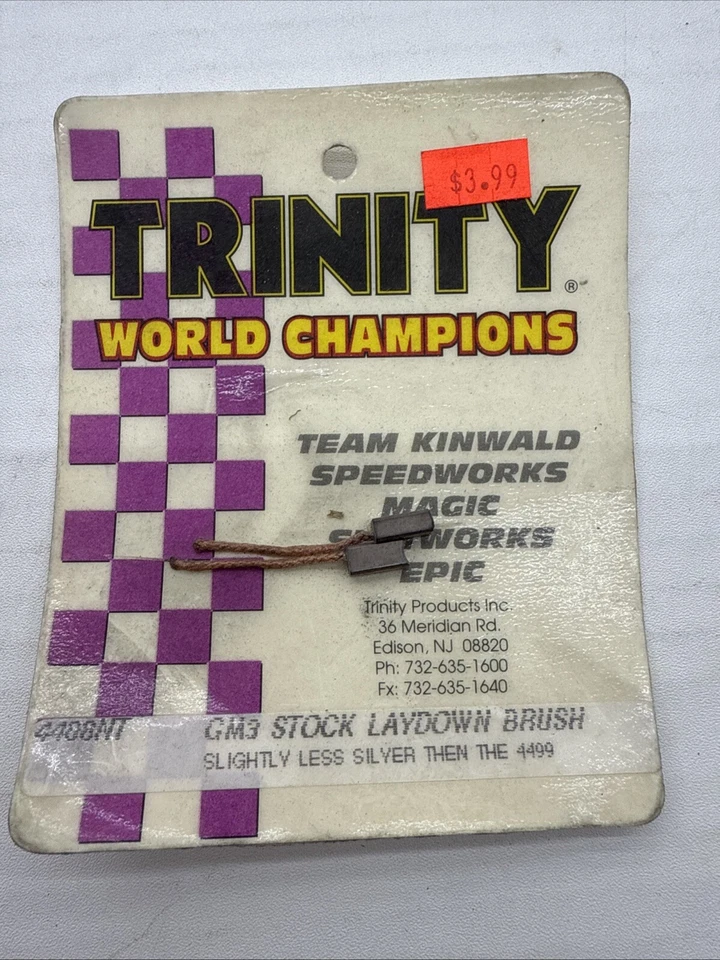 $3.99
TRINITY®
WORLD CHAMPIONS
TEAM KINWALD
SPEEDWORKS
MAGIC
EPIC
Trinity Products Inc.
36 Meridian Rd.
Edison, NJ 08820
Ph: 732-635-1600
Fx: 732-635-1640
GM3 STOCK LAYDOWN BRUSH
SLIGHTLY LESS SILVER THEN THE 4499